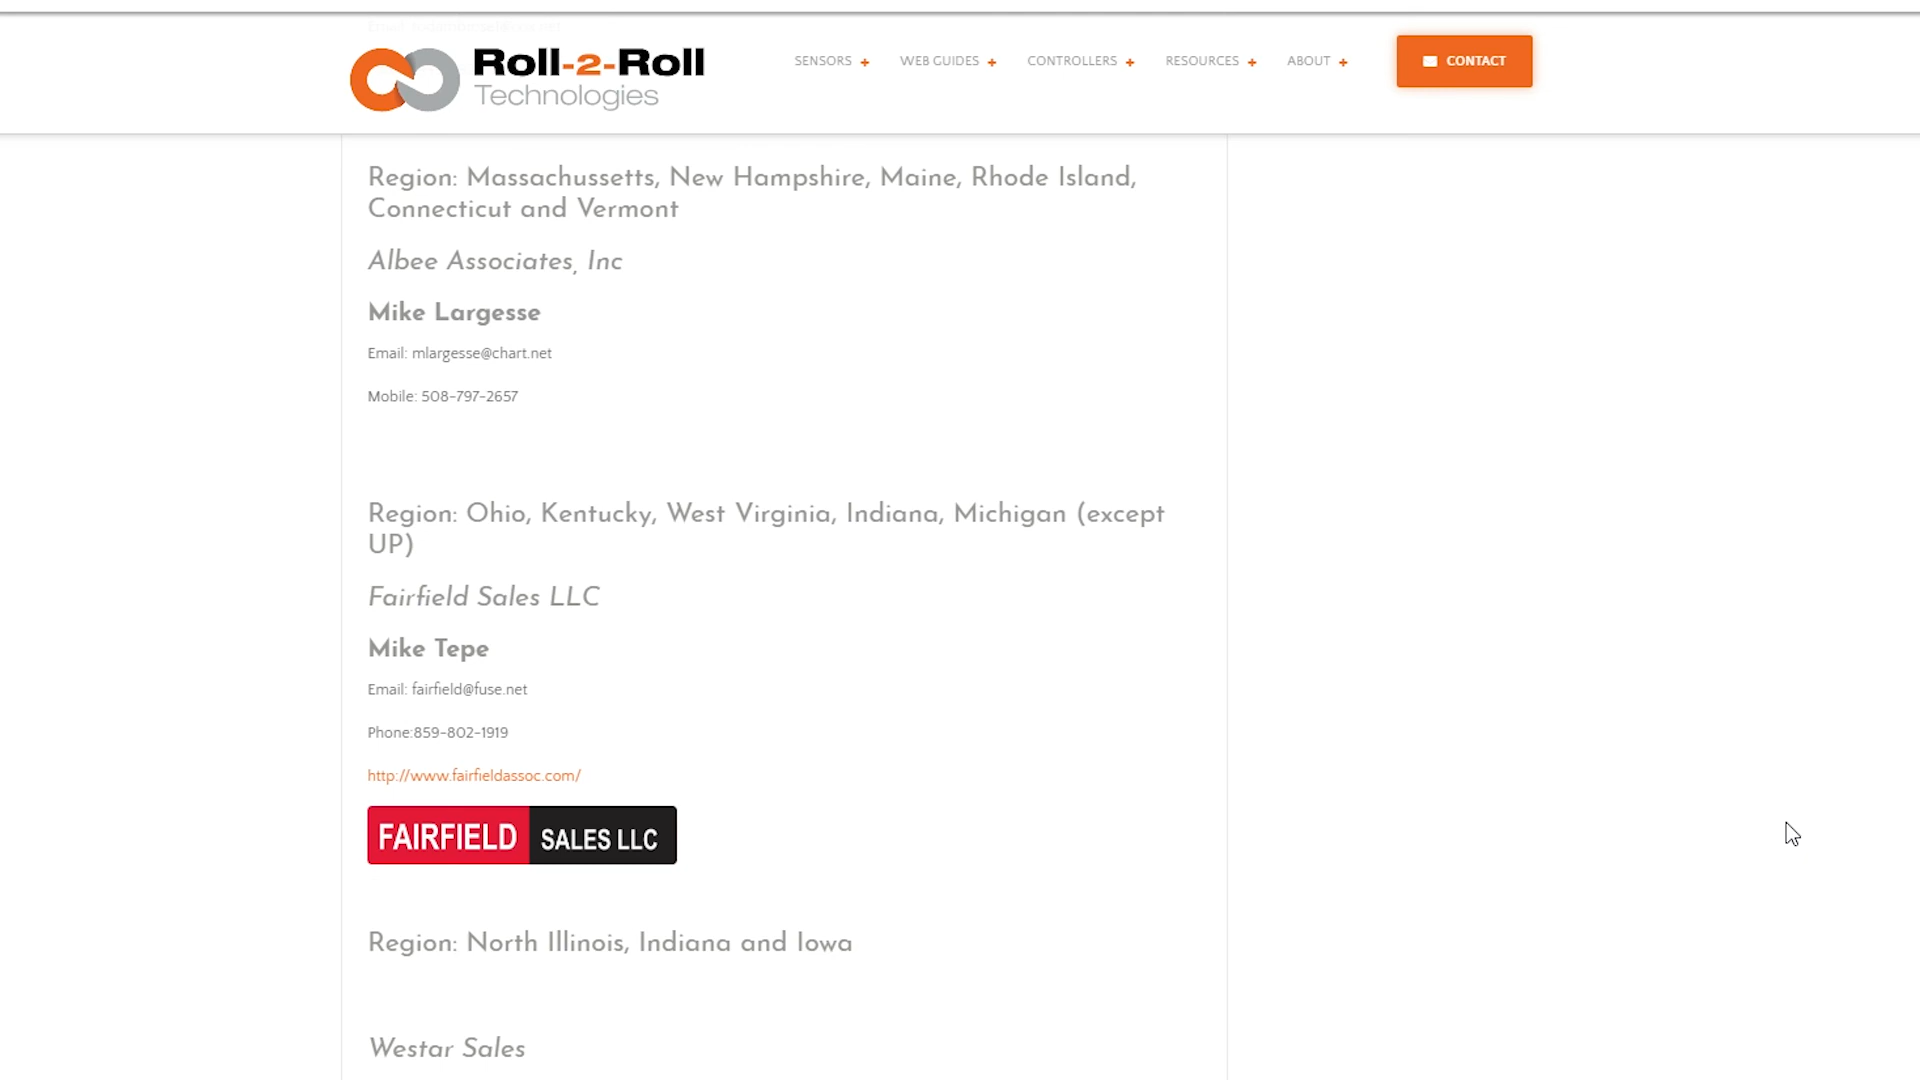 Roll-2-Roll
Technologies
SENSORS +
WEB GUIDES +
CONTROLLERS +
RESOURCES +
ABOUT +
CONTACT
Region: Massachussetts, New Hampshire, Maine, Rhode Island,
Connecticut and Vermont
Albee Associates, Inc
Mike Largesse
Email: mlargesse@chart.net
Mobile: 508-797-2657
Region: Ohio, Kentucky, West Virginia, Indiana, Michigan (except
UP)
Fairfield Sales LLC
Mike Tepe
Email: fairfield@fuse.net
Phone:859-802-1919
http://www.fairfieldassoc.com/
FAIRFIELD SALES LLC
Region: North Illinois, Indiana and Iowa
Westar Sales